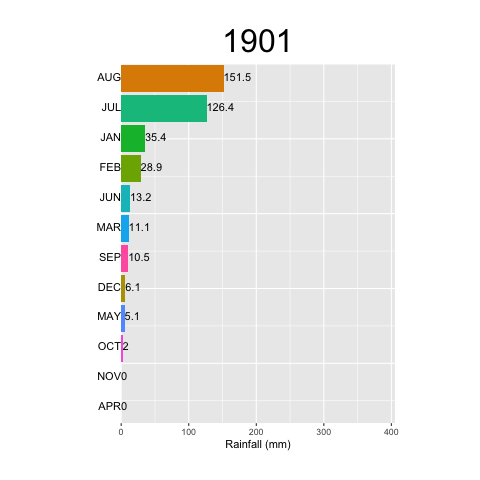 1901
AUG 151.5
JUL 126.4
JAN 35.4
FEB 28.9
JUN 13.2
MAR 11.1
SEP 10.5
DEC 6.1
MAY 5.1
OCT 2
NOV 0
APR 0
0 100 200 300 400
Rainfall (mm)